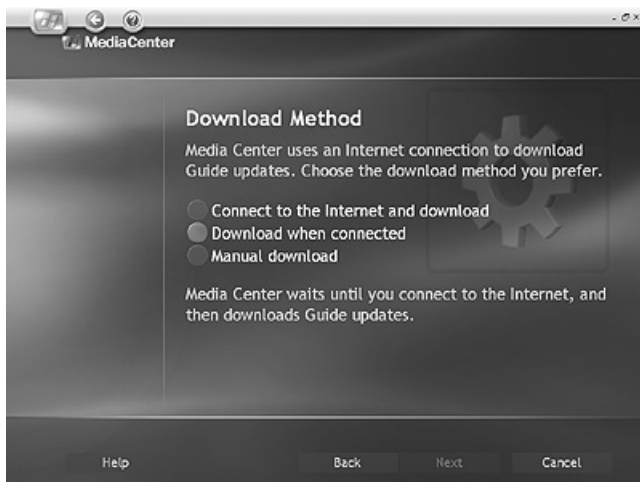 MediaCenter
Download Method
Media Center uses an Internet connection to download
Guide updates. Choose the download method you prefer.
Connect to the Internet and download
Download when connected
Manual download
Media Center waits until you connect to the Internet, and
then downloads Guide updates.
Help Back Next Cancel